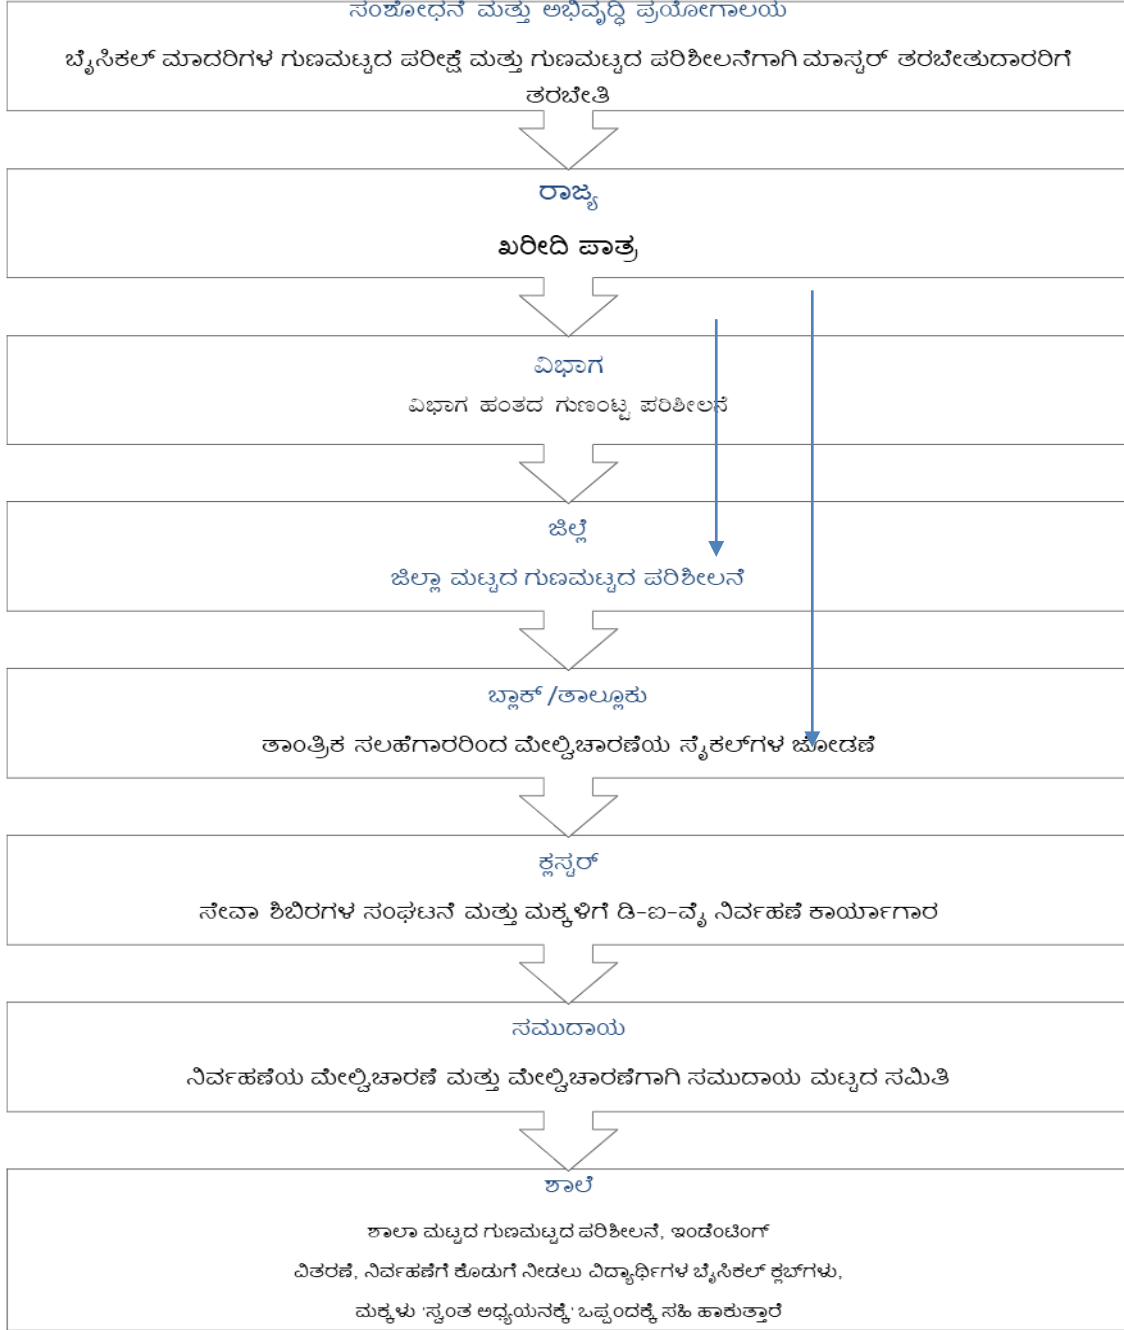 ಸಂಶೋಧನೆ ಮತ್ತು ಅಭಿವೃದ್ಧಿ ಪ್ರಯೋಗಾಲಯ
ಬೈಸಿಕಲ್ ಮಾದರಿಗಳ ಗುಣಮಟ್ಟದ ಪರೀಕ್ಷೆ ಮತ್ತು ಗುಣಮಟ್ಟದ ಪರಿಶೀಲನೆಗಾಗಿ ಮಾಸ್ಟರ್ ತರಬೇತುದಾರರಿಗೆ
ತರಬೇತಿ
ರಾಜ್ಯ
ಖರೀದಿ ಪಾತ್ರ
ವಿಭಾಗ
ವಿಭಾಗ ಹಂತದ ಗುಣಂಟ್ಟ ಪರಿಶೀಲನೆ
ಜಿಲ್ಲೆ
ಜಿಲ್ಲಾ ಮಟ್ಟದ ಗುಣಮಟ್ಟದ ಪರಿಶೀಲನೆ
ಬ್ಲಾಕ್ /ತಾಲ್ಲೂಕು
ತಾಂತ್ರಿಕ ಸಲಹೆಗಾರರಿಂದ ಮೇಲ್ವಿಚಾರಣೆಯ ಸೈಕಲ್‌ಗಳ ಜೋಡಣೆ
ಕ್ಲಸ್ಟರ್
ಸೇವಾ ಶಿಬಿರಗಳ ಸಂಘಟನೆ ಮತ್ತು ಮಕ್ಕಳಿಗೆ ಡಿ-ಐ-ವೈ ನಿರ್ವಹಣೆ ಕಾರ್ಯಾಗಾರ
ಸಮುದಾಯ
ನಿರ್ವಹಣೆಯ ಮೇಲ್ವಿಚಾರಣೆ ಮತ್ತು ಮೇಲ್ವಿಚಾರಣೆಗಾಗಿ ಸಮುದಾಯ ಮಟ್ಟದ ಸಮಿತಿ
ಶಾಲೆ
ಶಾಲಾ ಮಟ್ಟದ ಗುಣಮಟ್ಟದ ಪರಿಶೀಲನೆ, ಇಂಡೆಂಟಿಂಗ್
ವಿತರಣೆ, ನಿರ್ವಹಣೆಗೆ ಕೊಡುಗೆ ನೀಡಲು ವಿದ್ಯಾರ್ಥಿಗಳ ಬೈಸಿಕಲ್ ಕ್ಲಬ್‌ಗಳು,
ಮಕ್ಕಳು 'ಸ್ವಂತ ಅಧ್ಯಯನಕ್ಕೆ' ಒಪ್ಪಂದಕ್ಕೆ ಸಹಿ ಹಾಕುತ್ತಾರೆ